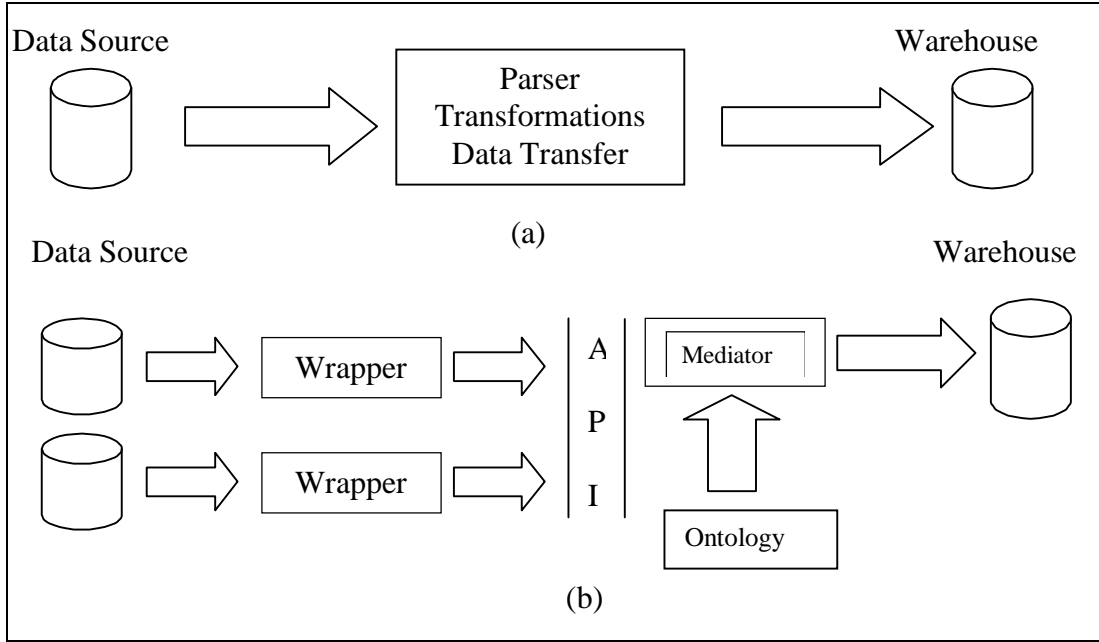 Data Source
Warehouse
Parser
Transformations
Data Transfer
(a)
Data Source
Warehouse
Wrapper
A
P
I
Mediator
Wrapper
Ontology
(b)